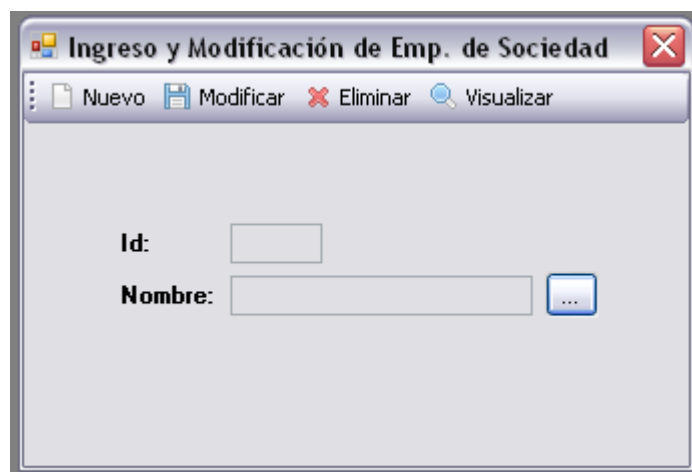 Ingreso y Modificación de Emp. de Sociedad
Nuevo Modificar Eliminar Visualizar
Id:
Nombre: ...